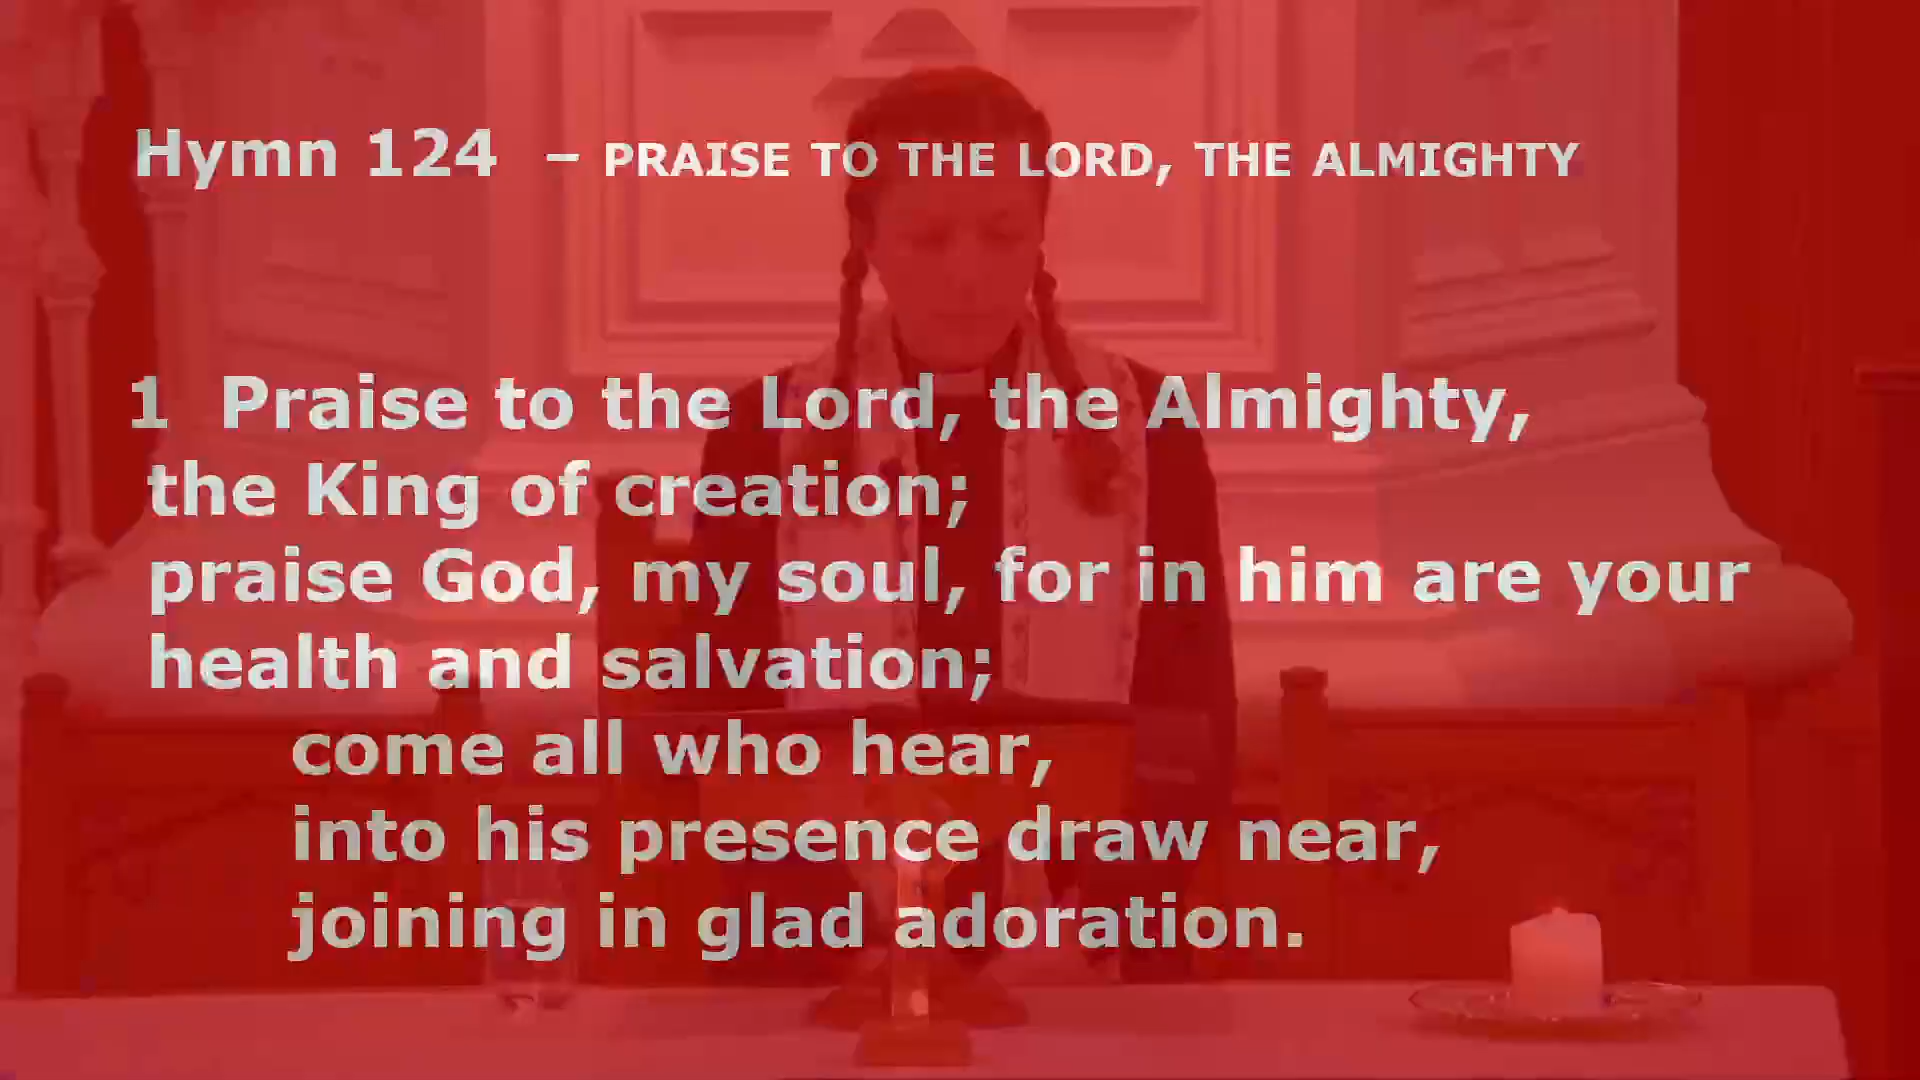 Hymn 124 – PRAISE TO THE LORD, THE ALMIGHTY
1 Praise to the Lord, the Almighty,
the King of creation;
praise God, my soul, for in him are your
health and salvation;
come all who hear,
into his presence draw near,
joining in glad adoration.